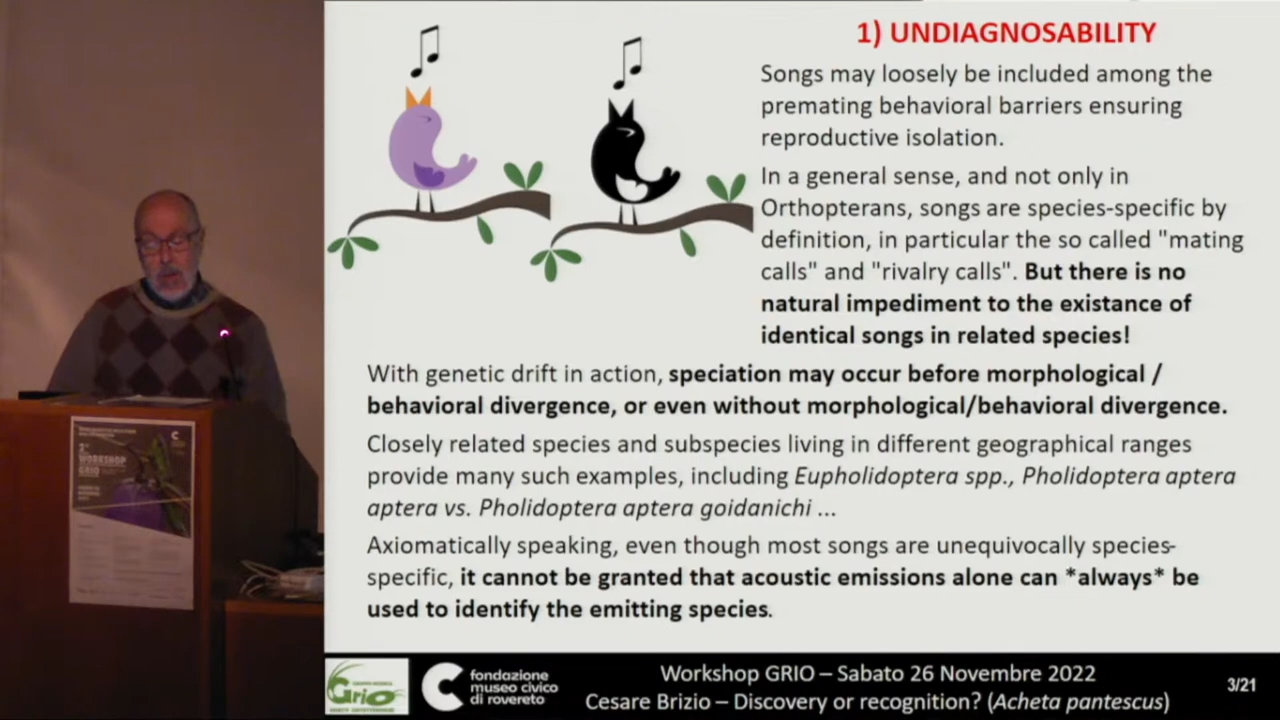 1) UNDIAGNOSABILITY
Songs may loosely be included among the
premating behavioral barriers ensuring
reproductive isolation.
In a general sense, and not only in
Orthopterans, songs are species-specific by
definition, in particular the so called "mating
calls" and "rivalry calls". But there is no
natural impediment to the existance of
identical songs in related species!
With genetic drift in action, speciation may occur before morphological /
behavioral divergence, or even without morphological/behavioral divergence.
Closely related species and subspecies living in different geographical ranges
provide many such examples, including Eupholidoptera spp., Pholidoptera aptera
aptera vs. Pholidoptera aptera goidanichi ...
Axiomatically speaking, even though most songs are unequivocally species-
specific, it cannot be granted that acoustic emissions alone can *always* be
used to identify the emitting species.
WORKSHOP
GRIO
Grio
fondazione
museo civico
di rovereto
Workshop GRIO – Sabato 26 Novembre 2022
Cesare Brizio – Discovery or recognition? (Acheta pantescus)
3/21